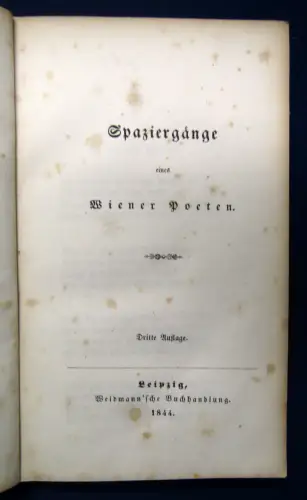 Spaziergänge
eines
Wiener Poeten.
Dritte Auflage.
Leipzig,
Weidmann'sche Buchhandlung.
1844.